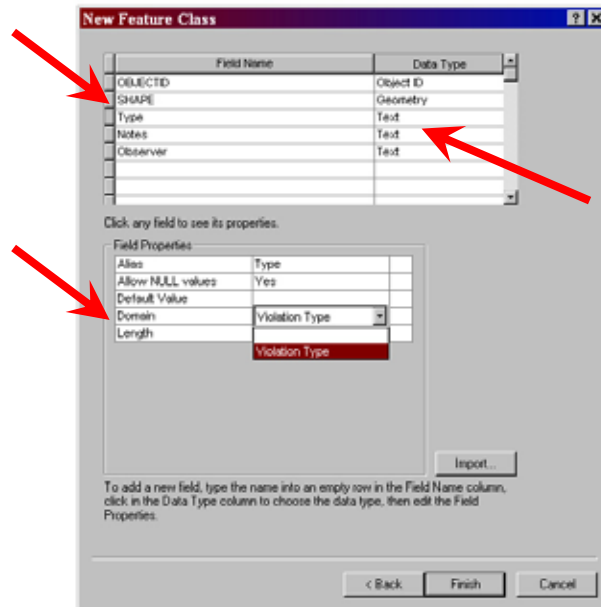 New Feature Class
Field Name Data Type
OBJECTID Object ID
SHAPE Geometry
Type Text
Notes Text
Observer Text
Click any field to see its properties.
Field Properties
Alias Type
Allow NULL values Yes
Default Value
Domain Violation Type
Length
Violation Type
Import...
To add a new field, type the name into an empty row in the Field Name column,
click in the Data Type column to choose the data type, then edit the Field
Properties.
< Back Finish Cancel